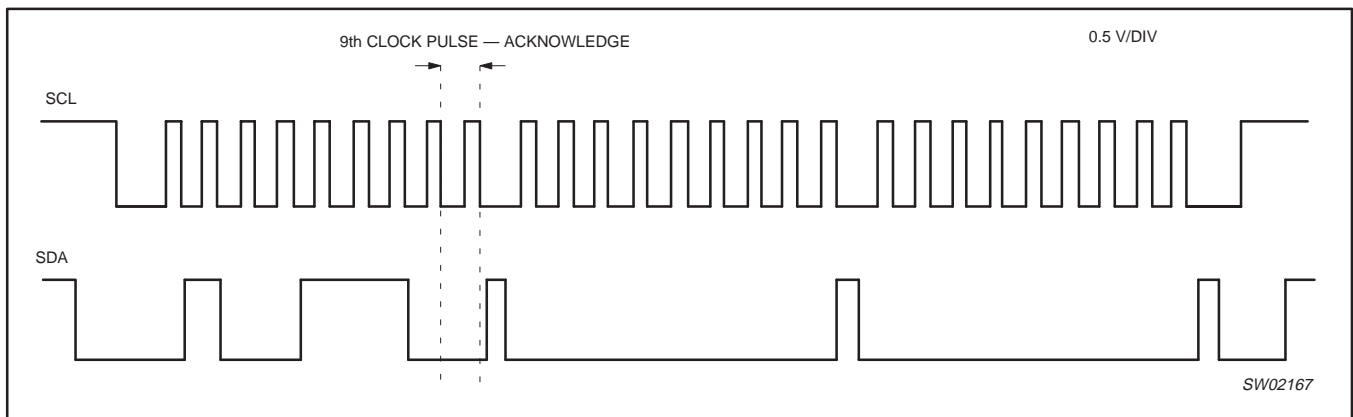 9th CLOCK PULSE — ACKNOWLEDGE
0.5 V/DIV
SCL
SDA
SW02167